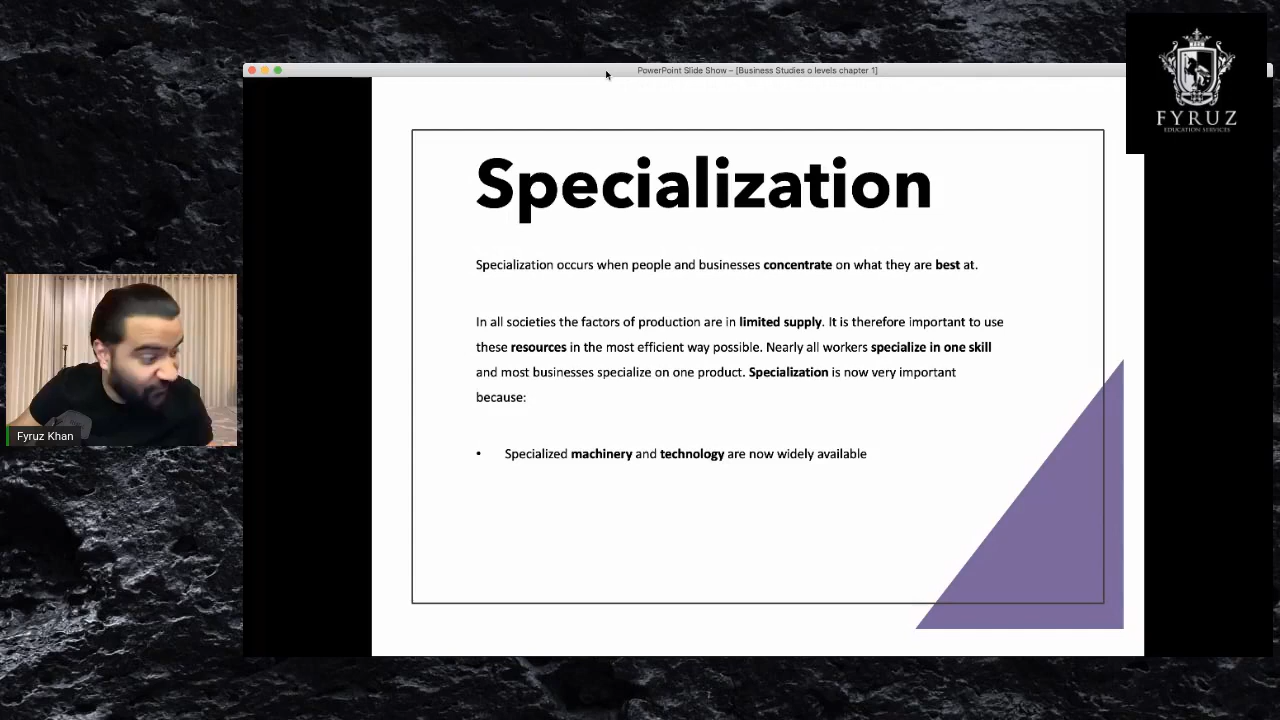 PowerPoint Slide Show – [Business Studies o levels chapter 1]
FYRUZ
EDUCATION SERVICES
Specialization
Specialization occurs when people and businesses concentrate on what they are best at.
In all societies the factors of production are in limited supply. It is therefore important to use
these resources in the most efficient way possible. Nearly all workers specialize in one skill
and most businesses specialize on one product. Specialization is now very important
because:
• Specialized machinery and technology are now widely available
Fyruz Khan